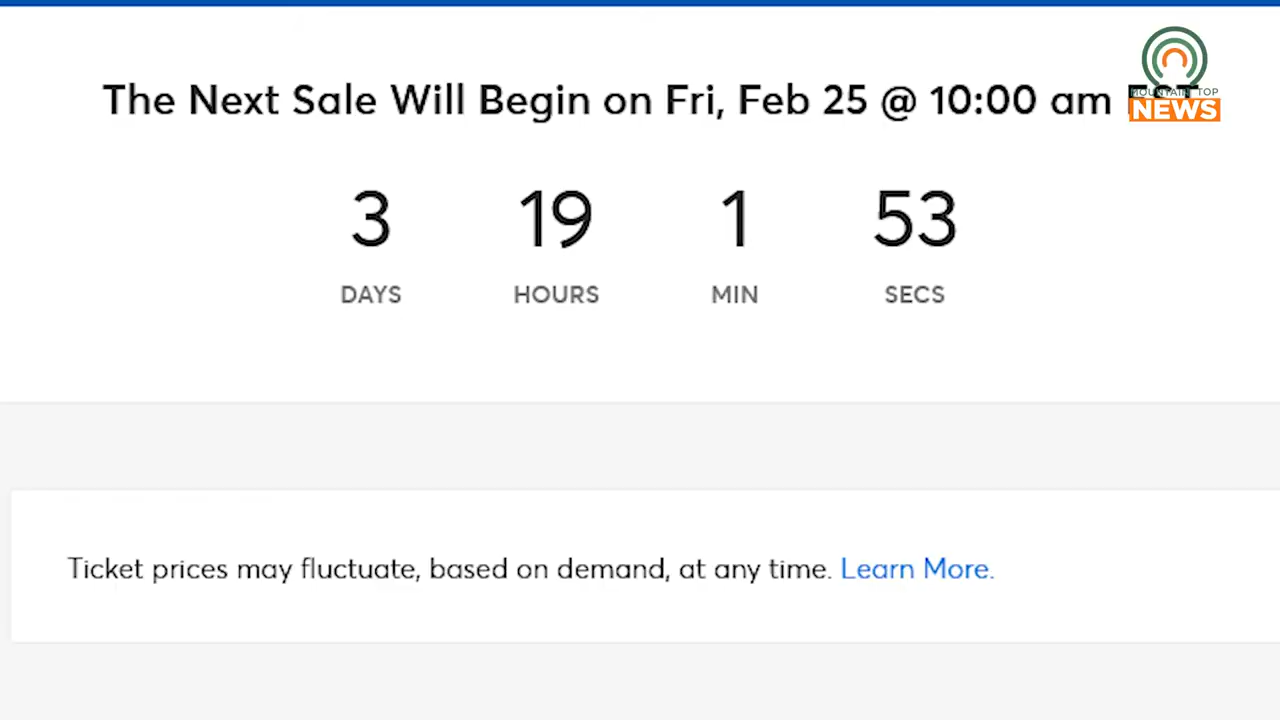 The Next Sale Will Begin on Fri, Feb 25 @ 10:00 am
MOUNTAIN TOP
NEWS
3 19 1 53
DAYS HOURS MIN SECS
Ticket prices may fluctuate, based on demand, at any time. Learn More.